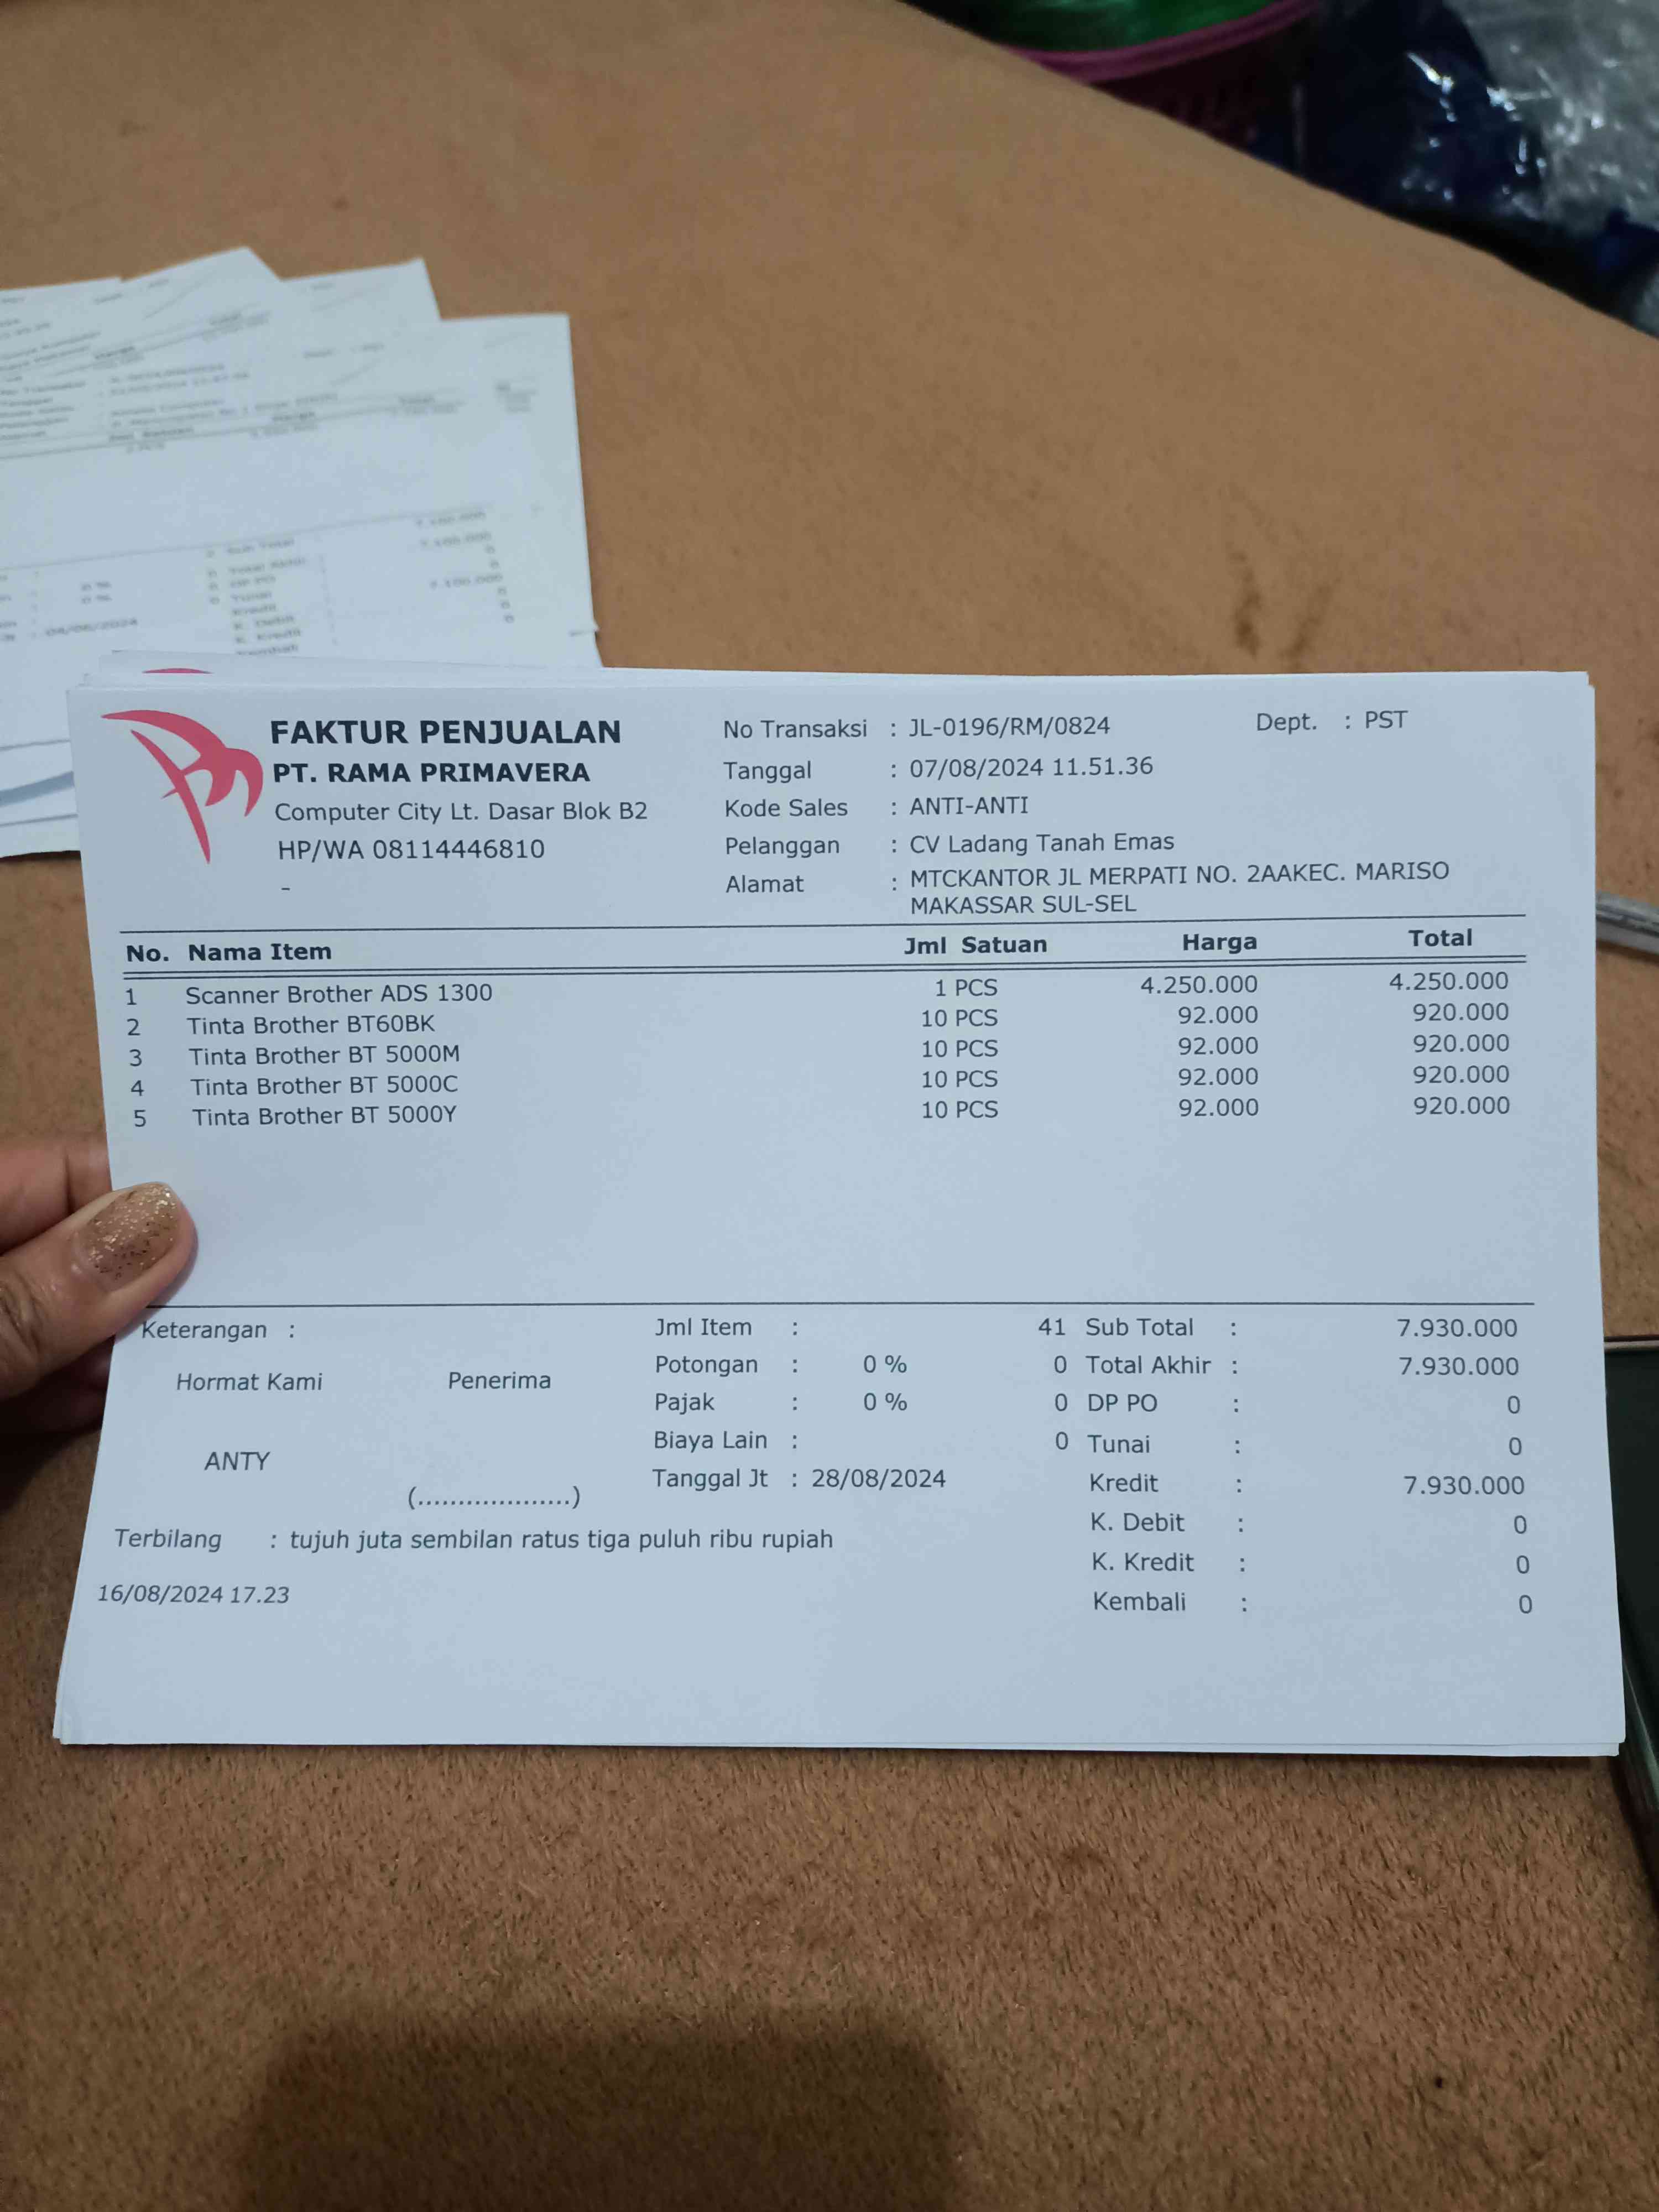 FAKTUR PENJUALAN
PT. RAMA PRIMAVERA
Computer City Lt. Dasar Blok B2
HP/WA 08114446810
-
No Transaksi : JL-0196/RM/0824 Dept. : PST
Tanggal : 07/08/2024 11.51.36
Kode Sales : ANTI-ANTI
Pelanggan : CV Ladang Tanah Emas
Alamat : MTCKANTOR JL MERPATI NO. 2AAKEC. MARISO
MAKASSAR SUL-SEL
No. Nama Item Jml Satuan Harga Total
1 Scanner Brother ADS 1300 1 PCS 4.250.000 4.250.000
2 Tinta Brother BT60BK 10 PCS 92.000 920.000
3 Tinta Brother BT 5000M 10 PCS 92.000 920.000
4 Tinta Brother BT 5000C 10 PCS 92.000 920.000
5 Tinta Brother BT 5000Y 10 PCS 92.000 920.000
Keterangan :
Hormat Kami Penerima
ANTY
(...................)
Jml Item : 41 Sub Total : 7.930.000
Potongan : 0 % 0 Total Akhir : 7.930.000
Pajak : 0 % 0 DP PO : 0
Biaya Lain : 0 Tunai : 0
Tanggal Jt : 28/08/2024 Kredit : 7.930.000
K. Debit : 0
K. Kredit : 0
Kembali : 0
Terbilang : tujuh juta sembilan ratus tiga puluh ribu rupiah
16/08/2024 17.23